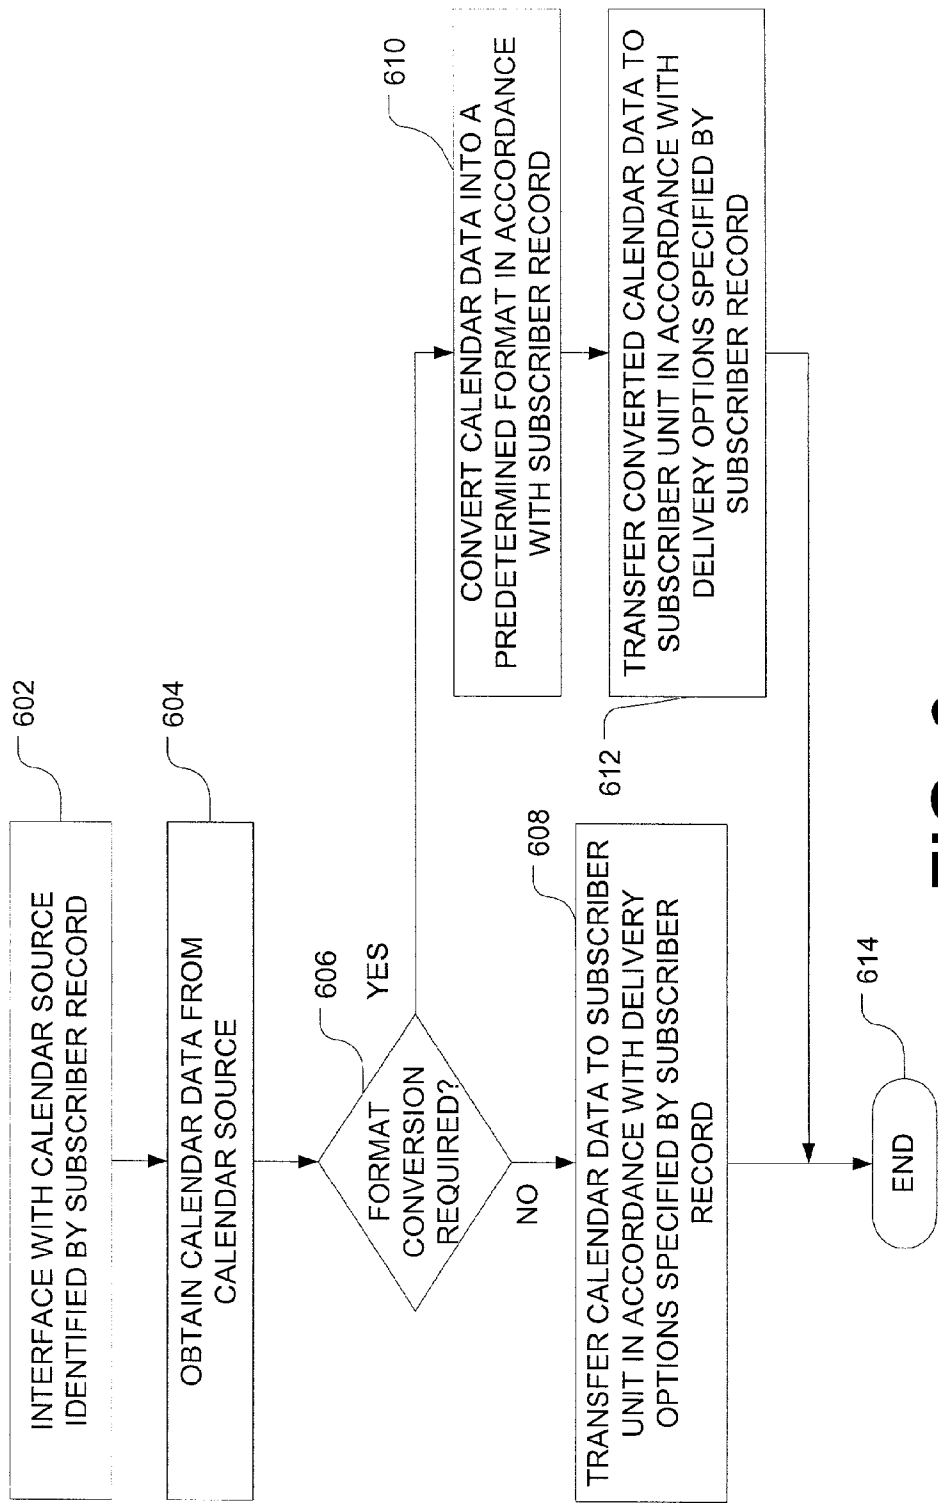 INTERFACE WITH CALENDAR SOURCE
IDENTIFIED BY SUBSCRIBER RECORD
602
OBTAIN CALENDAR DATA FROM
CALENDAR SOURCE
604
FORMAT
CONVERSION
REQUIRED?
606
YES
NO
CONVERT CALENDAR DATA INTO A
PREDETERMINED FORMAT IN ACCORDANCE
WITH SUBSCRIBER RECORD
610
TRANSFER CALENDAR DATA TO SUBSCRIBER
UNIT IN ACCORDANCE WITH DELIVERY
OPTIONS SPECIFIED BY SUBSCRIBER
RECORD
608
TRANSFER CONVERTED CALENDAR DATA TO
SUBSCRIBER UNIT IN ACCORDANCE WITH
DELIVERY OPTIONS SPECIFIED BY
SUBSCRIBER RECORD
612
END
614